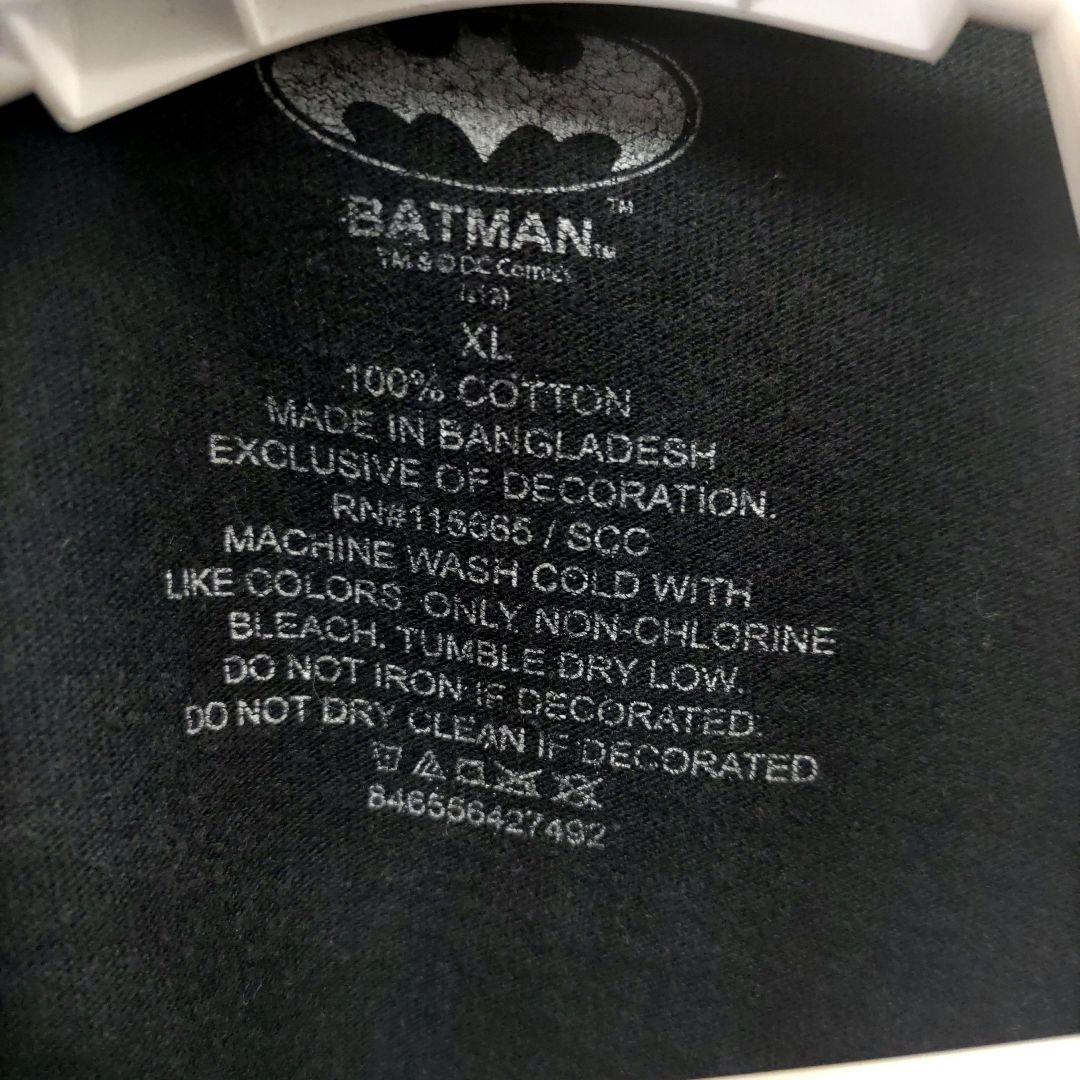 BATMAN™
TM & © DC Comics
XL
100% COTTON
MADE IN BANGLADESH
EXCLUSIVE OF DECORATION.
RN#115665 / SCC
MACHINE WASH COLD WITH
LIKE COLORS. ONLY NON-CHLORINE
BLEACH. TUMBLE DRY LOW.
DO NOT IRON IF DECORATED.
DO NOT DRY CLEAN IF DECORATED
846556427492